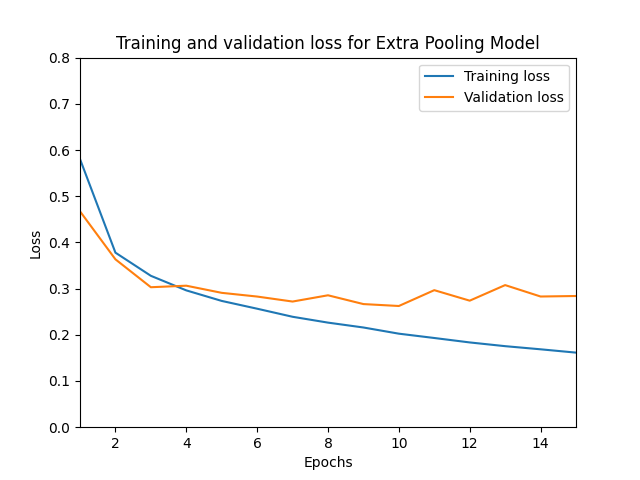 Training and validation loss for Extra Pooling Model
Training loss
Validation loss
0.8
0.7
0.6
0.5
0.4
0.3
0.2
0.1
0.0
Loss
2 4 6 8 10 12 14
Epochs